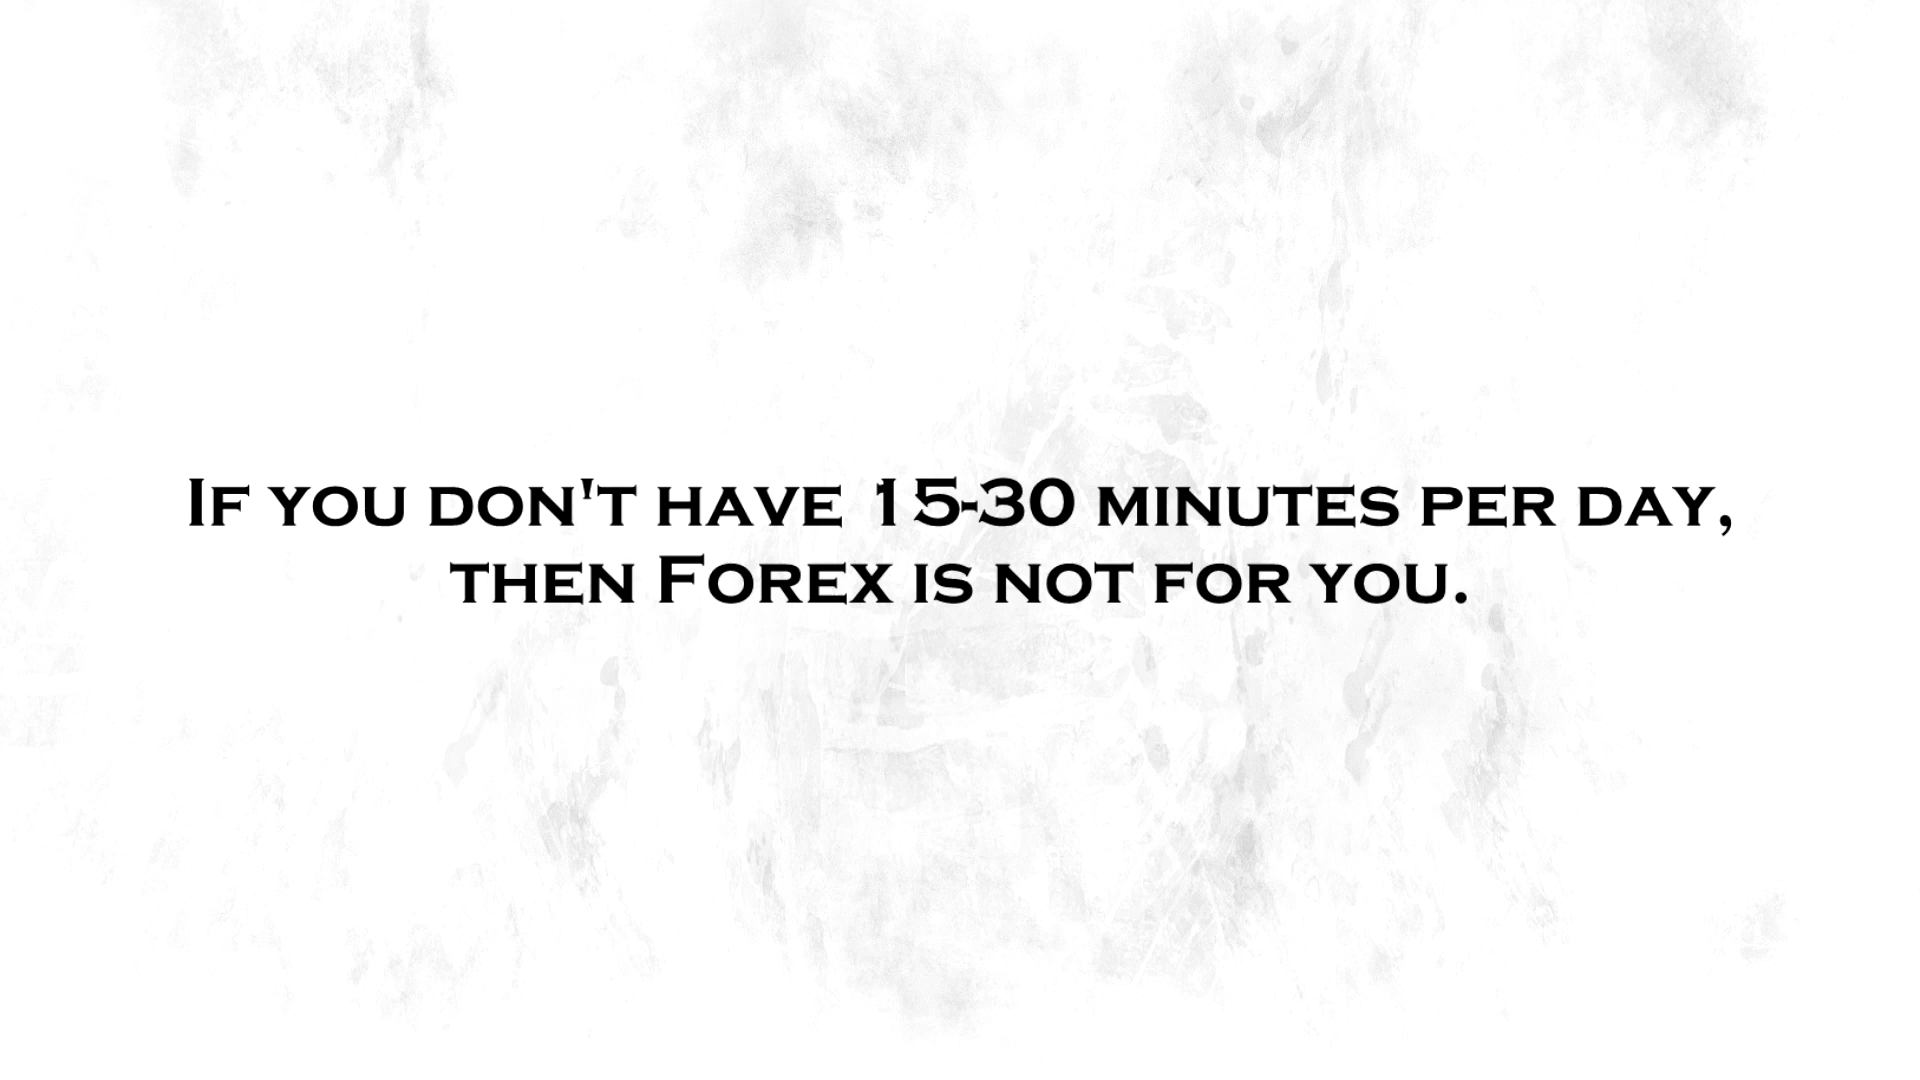 If you don't have 15-30 minutes per day,
then Forex is not for you.